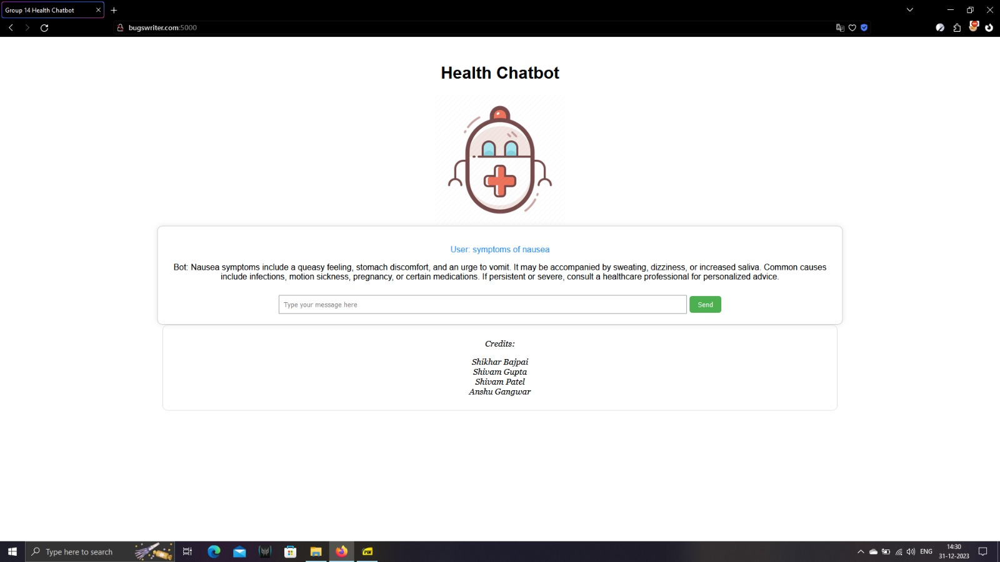 Group 14 Health Chatbot
bugswriter.com:5000
Health Chatbot
User: symptoms of nausea
Bot: Nausea symptoms include a queasy feeling, stomach discomfort, and an urge to vomit. It may be accompanied by sweating, dizziness, or increased saliva. Common causes
include infections, motion sickness, pregnancy, or certain medications. If persistent or severe, consult a healthcare professional for personalized advice.
Type your message here
Send
Credits:
Shikhar Bajpai
Shivam Gupta
Shivam Patel
Anshu Gangwar
Type here to search
ENG
14:30
31-12-2023